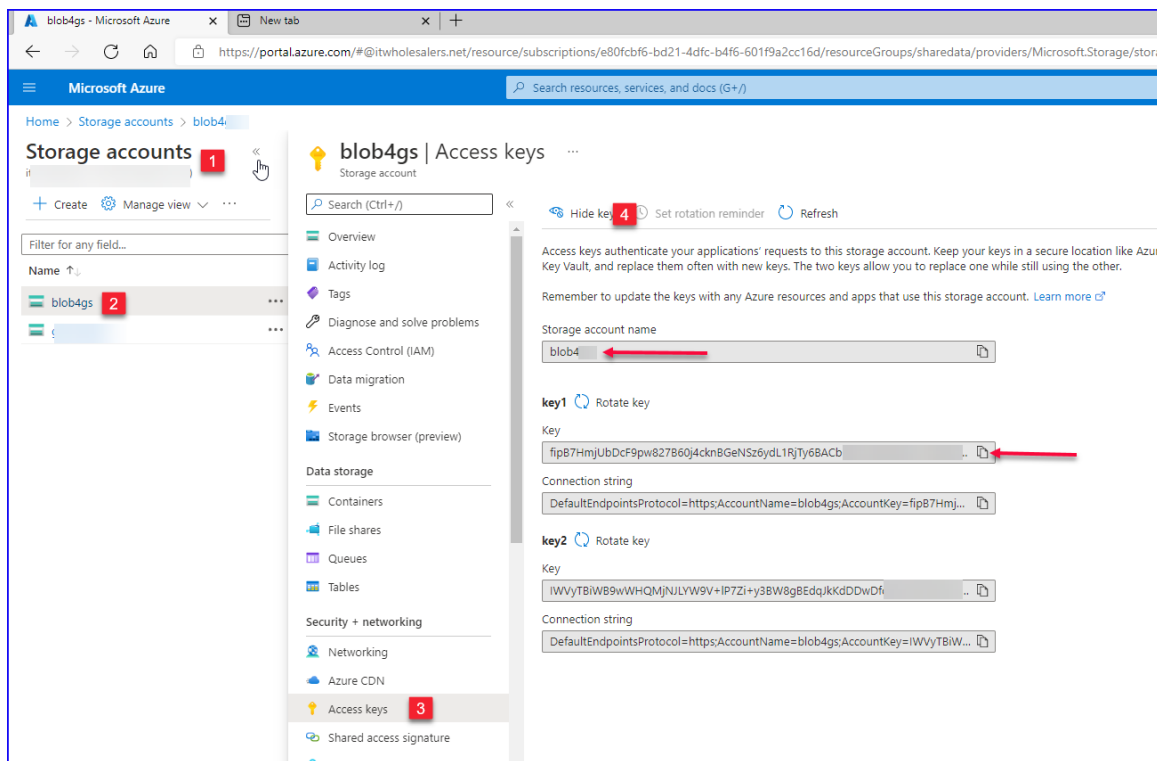 blob4gs - Microsoft Azure
New tab
https://portal.azure.com/#@itwholesalers.net/resource/subscriptions/e80fcbf6-bd21-4dfc-b4f6-601f9a2cc16d/resourceGroups/sharedata/providers/Microsoft.Storage/stora
Microsoft Azure
Search resources, services, and docs (G+/)
Home > Storage accounts > blob4
Storage accounts
1
Create
Manage view
Filter for any field...
Name
blob4gs
2
blob4gs | Access keys
Storage account
Search (Ctrl+/)
Overview
Activity log
Tags
Diagnose and solve problems
Access Control (IAM)
Data migration
Events
Storage browser (preview)
Data storage
Containers
File shares
Queues
Tables
Security + networking
Networking
Azure CDN
Access keys
3
Shared access signature
Hide key
4
Set rotation reminder
Refresh
Access keys authenticate your applications' requests to this storage account. Keep your keys in a secure location like Azur
Key Vault, and replace them often with new keys. The two keys allow you to replace one while still using the other.
Remember to update the keys with any Azure resources and apps that use this storage account. Learn more
Storage account name
blob4
key1
Rotate key
Key
fipB7HmjUbDcF9pw827B60j4cknBGeNSz6ydL1RjTy6BACb
Connection string
DefaultEndpointsProtocol=https;AccountName=blob4gs;AccountKey=fipB7Hmj...
key2
Rotate key
Key
IWVyTBiWB9wWHQMjNJLYW9V+lP7Zi+y3BW8gBEdqJkKdDDwDf
Connection string
DefaultEndpointsProtocol=https;AccountName=blob4gs;AccountKey=IWVyTBiW...